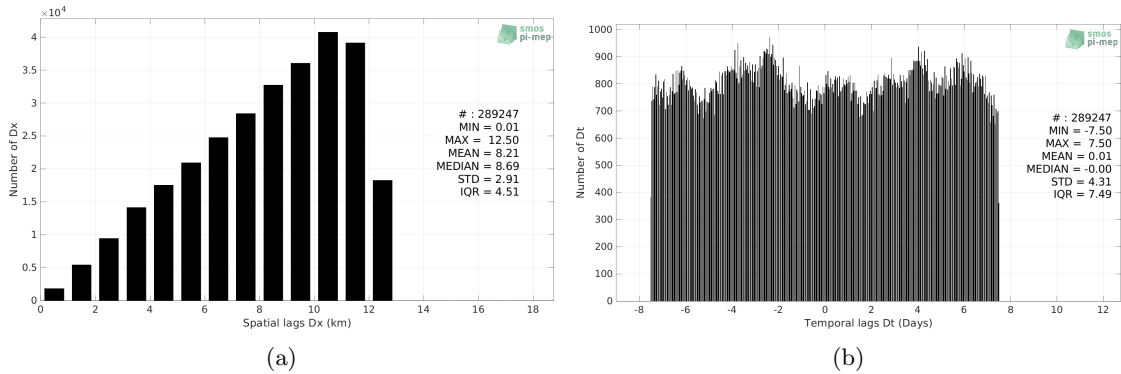 ×10⁴
4
3.5
3
2.5
2
1.5
1
0.5
0
0 2 4 6 8 10 12 14 16 18
Number of Dx
Spatial lags Dx (km)
smos
pi-mep
# : 289247
MIN = 0.01
MAX = 12.50
MEAN = 8.21
MEDIAN = 8.69
STD = 2.91
IQR = 4.51
(a)
1000
900
800
700
600
500
400
300
200
100
0
-8 -6 -4 -2 0 2 4 6 8 10 12
Number of Dt
Temporal lags Dt (Days)
smos
pi-mep
# : 289247
MIN = -7.50
MAX = 7.50
MEAN = 0.01
MEDIAN = -0.00
STD = 4.31
IQR = 7.49
(b)